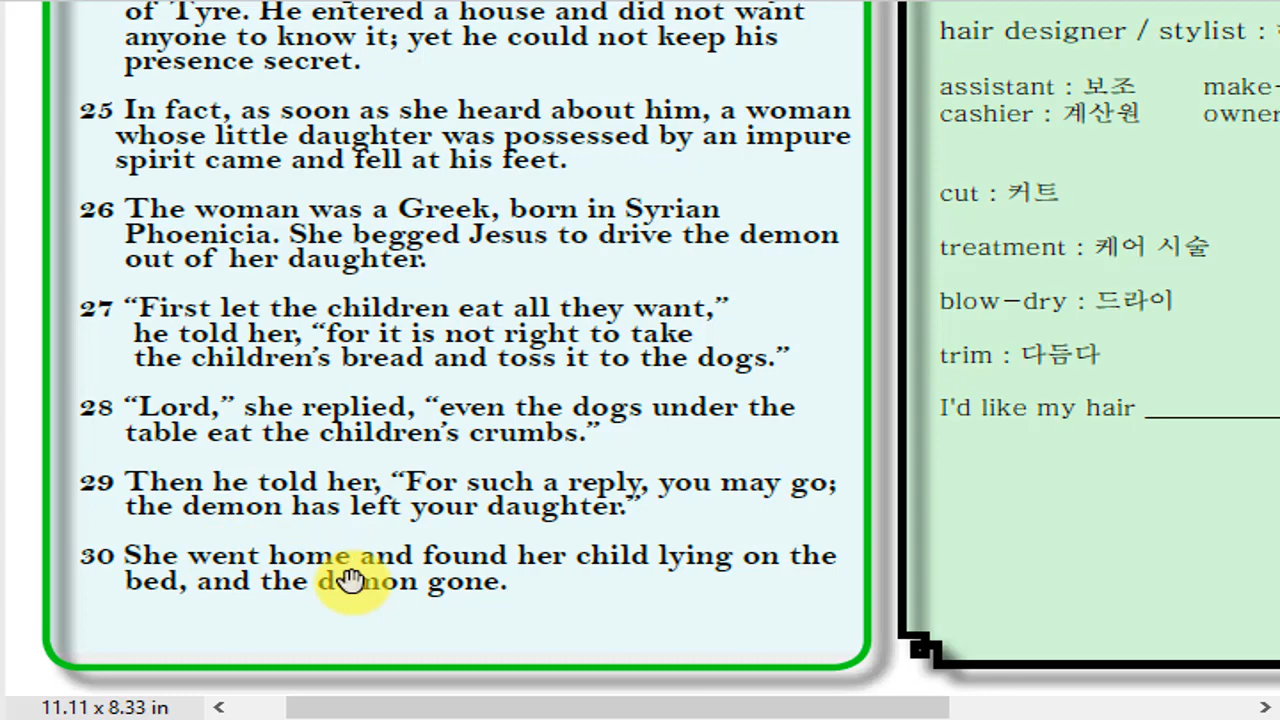 of Tyre. He entered a house and did not want
anyone to know it; yet he could not keep his
presence secret.
25 In fact, as soon as she heard about him, a woman
whose little daughter was possessed by an impure
spirit came and fell at his feet.
26 The woman was a Greek, born in Syrian
Phoenicia. She begged Jesus to drive the demon
out of her daughter.
27 “First let the children eat all they want,”
he told her, “for it is not right to take
the children’s bread and toss it to the dogs.”
28 “Lord,” she replied, “even the dogs under the
table eat the children’s crumbs.”
29 Then he told her, “For such a reply, you may go;
the demon has left your daughter.”
30 She went home and found her child lying on the
bed, and the demon gone.
hair designer / stylist :
assistant : 보조 make-
cashier : 계산원 owner
cut : 커트
treatment : 케어 시술
blow-dry : 드라이
trim : 다듬다
I'd like my hair ___________
11.11 x 8.33 in